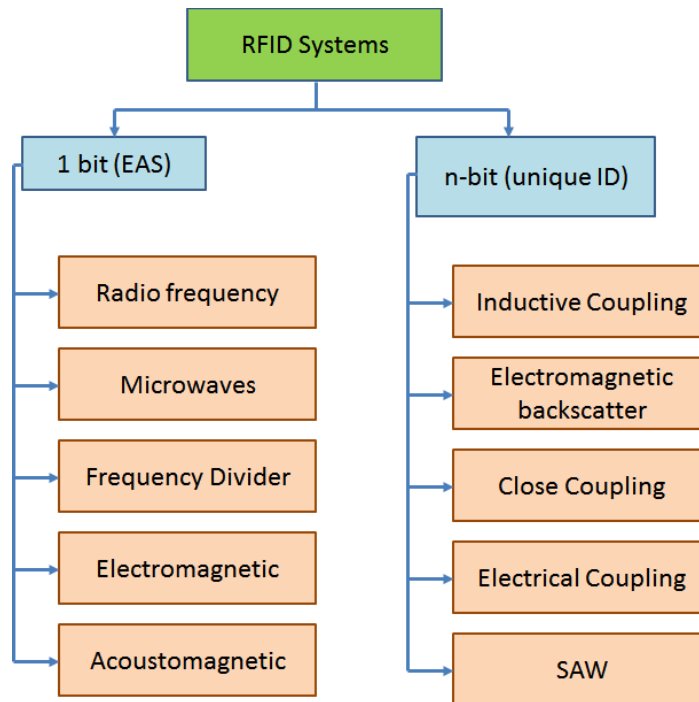 RFID Systems
1 bit (EAS)
n-bit (unique ID)
Radio frequency
Microwaves
Frequency Divider
Electromagnetic
Acoustomagnetic
Inductive Coupling
Electromagnetic
backscatter
Close Coupling
Electrical Coupling
SAW